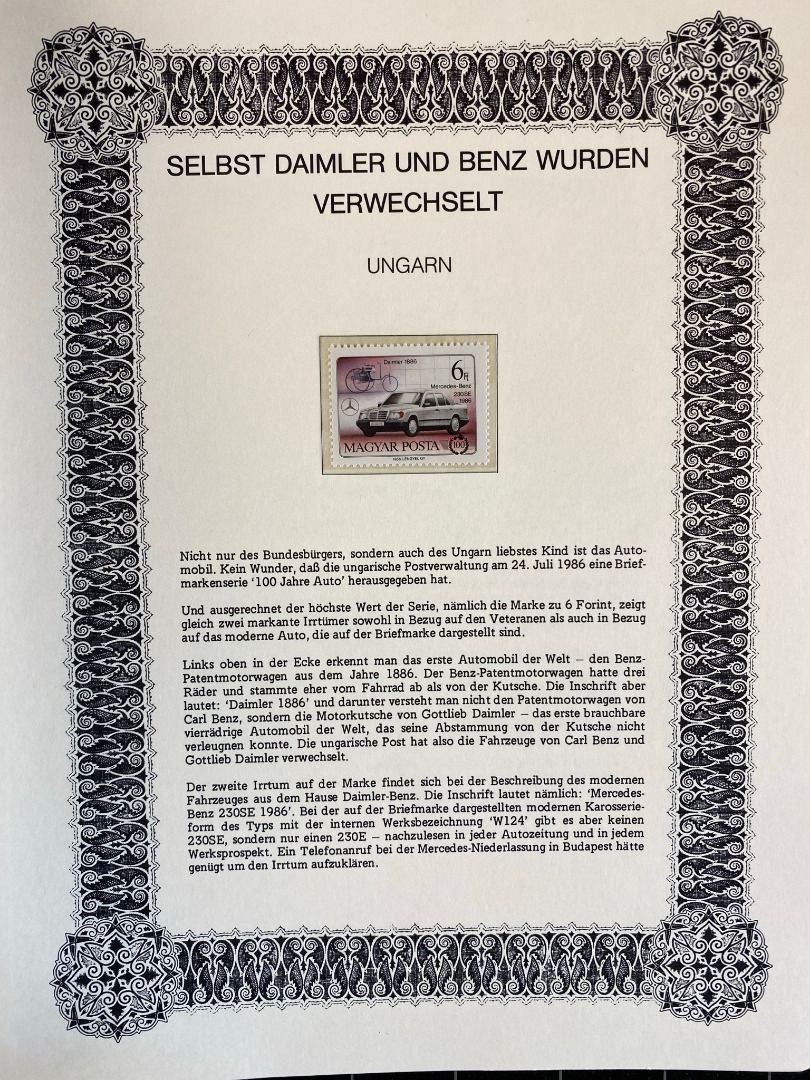 SELBST DAIMLER UND BENZ WURDEN
VERWECHSELT
UNGARN
Daimler 1886
6Ft
Mercedes-Benz
230SE
1986
MAGYAR POSTA
100
1986 LENGYEL GY.
Nicht nur des Bundesbürgers, sondern auch des Ungarn liebstes Kind ist das Auto-
mobil. Kein Wunder, daß die ungarische Postverwaltung am 24. Juli 1986 eine Brief-
markenserie ‘100 Jahre Auto’ herausgegeben hat.
Und ausgerechnet der höchste Wert der Serie, nämlich die Marke zu 6 Forint, zeigt
gleich zwei markante Irrtümer sowohl in Bezug auf den Veteranen als auch in Bezug
auf das moderne Auto, die auf der Briefmarke dargestellt sind.
Links oben in der Ecke erkennt man das erste Automobil der Welt – den Benz-
Patentmotorwagen aus dem Jahre 1886. Der Benz-Patentmotorwagen hatte drei
Räder und stammte eher vom Fahrrad ab als von der Kutsche. Die Inschrift aber
lautet: ‘Daimler 1886’ und darunter versteht man nicht den Patentmotorwagen von
Carl Benz, sondern die Motorkutsche von Gottlieb Daimler – das erste brauchbare
vierrädrige Automobil der Welt, das seine Abstammung von der Kutsche nicht
verleugnen konnte. Die ungarische Post hat also die Fahrzeuge von Carl Benz und
Gottlieb Daimler verwechselt.
Der zweite Irrtum auf der Marke findet sich bei der Beschreibung des modernen
Fahrzeuges aus dem Hause Daimler-Benz. Die Inschrift lautet nämlich: ‘Mercedes-
Benz 230SE 1986’. Bei der auf der Briefmarke dargestellten modernen Karosserie-
form des Typs mit der internen Werksbezeichnung ‘W124’ gibt es aber keinen
230SE, sondern nur einen 230E – nachzulesen in jeder Autozeitung und in jedem
Werksprospekt. Ein Telefonanruf bei der Mercedes-Niederlassung in Budapest hätte
genügt um den Irrtum aufzuklären.